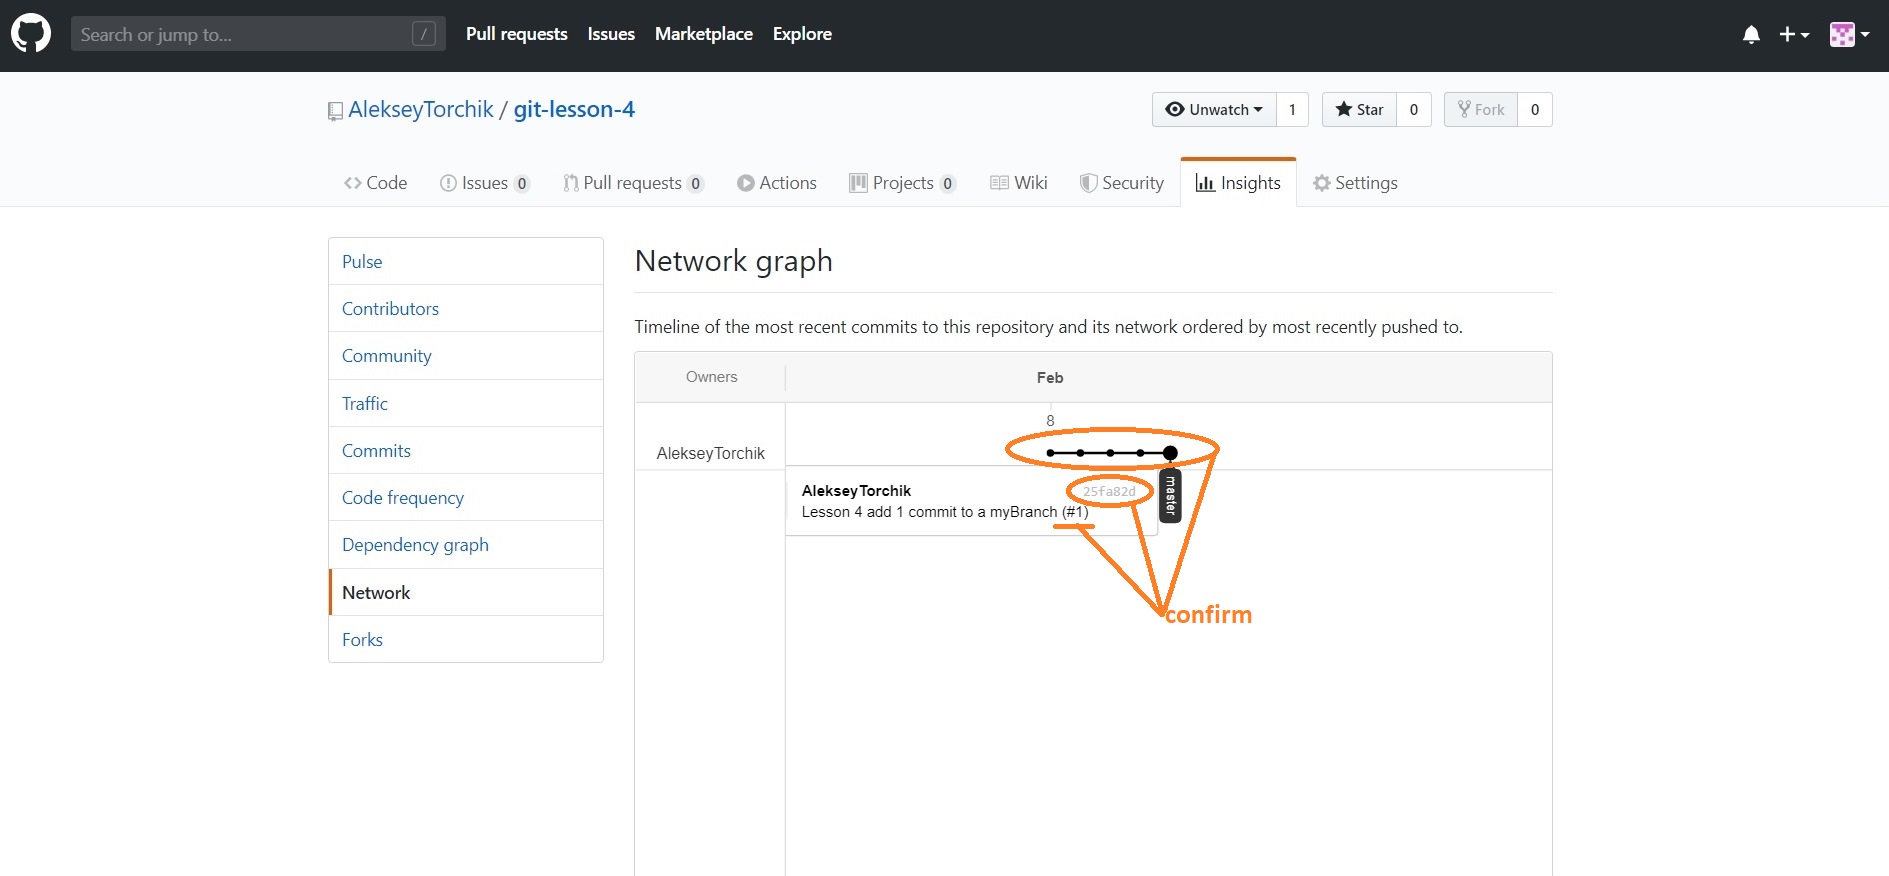 Search or jump to... / Pull requests Issues Marketplace Explore
AlekseyTorchik / git-lesson-4 Unwatch 1 Star 0 Fork 0
Code Issues 0 Pull requests 0 Actions Projects 0 Wiki Security Insights Settings
Pulse
Contributors
Community
Traffic
Commits
Code frequency
Dependency graph
Network
Forks
Network graph
Timeline of the most recent commits to this repository and its network ordered by most recently pushed to.
Owners Feb
8
AlekseyTorchik
master
AlekseyTorchik 25fa82d
Lesson 4 add 1 commit to a myBranch (#1)
confirm